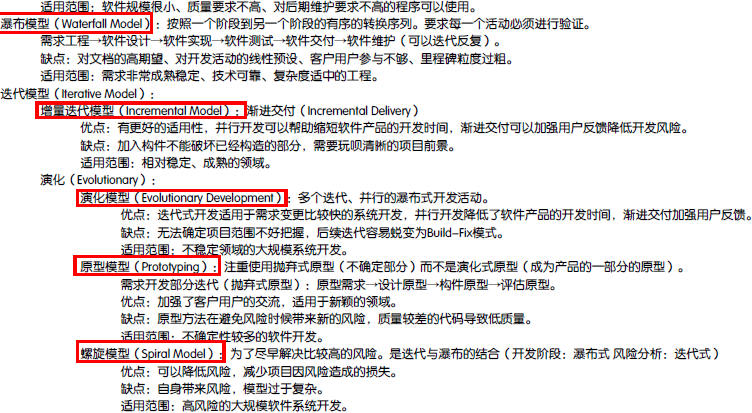 适用范围：软件规模很小、质量要求不高、对后期维护要求不高的程序可以使用。
瀑布模型（Waterfall Model）：按照一个阶段到另一个阶段的有序的转换序列。要求每一个活动必须进行验证。
需求工程→软件设计→软件实现→软件测试→软件交付→软件维护（可以迭代反复）。
缺点：对文档的高期望、对开发活动的线性预设、客户用户参与不够、里程碑粒度过粗。
适用范围：需求非常成熟稳定、技术可靠、复杂度适中的工程。
迭代模型（Iterative Model）：
增量迭代模型（Incremental Model）：渐进交付（Incremental Delivery）
优点：有更好的适用性，并行开发可以帮助缩短软件产品的开发时间，渐进交付可以加强用户反馈降低开发风险。
缺点：加入构件不能破坏已经构造的部分，需要玩呗清晰的项目前景。
适用范围：相对稳定、成熟的领域。
演化（Evolutionary）：
演化模型（Evolutionary Development）：多个迭代、并行的瀑布式开发活动。
优点：迭代式开发适用于需求变更比较快的系统开发，并行开发降低了软件产品的开发时间，渐进交付加强用户反馈。
缺点：无法确定项目范围不好把握，后续迭代容易蜕变为Build-Fix模式。
适用范围：不稳定领域的大规模系统开发。
原型模型（Prototyping）：注重使用抛弃式原型（不确定部分）而不是演化式原型（成为产品的一部分的原型）。
需求开发部分迭代（抛弃式原型）：原型需求→设计原型→构件原型→评估原型。
优点：加强了客户用户的交流，适用于新颖的领域。
缺点：原型方法在避免风险时候带来新的风险，质量较差的代码导致低质量。
适用范围：不确定性较多的软件开发。
螺旋模型（Spiral Model）：为了尽早解决比较高的风险。是迭代与瀑布的结合（开发阶段：瀑布式 风险分析：迭代式）
优点：可以降低风险，减少项目因风险造成的损失。
缺点：自身带来风险，模型过于复杂。
适用范围：高风险的大规模软件系统开发。